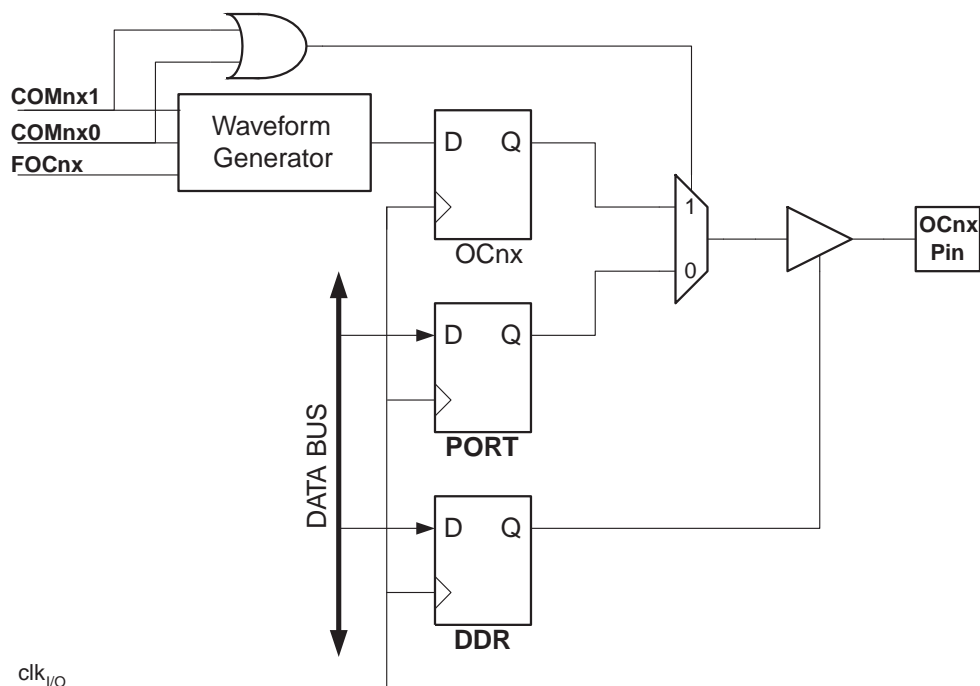 COMnx1
COMnx0
FOCnx
Waveform
Generator
D Q
OCnx
1
0
OCnx
Pin
D Q
PORT
DATA BUS
D Q
DDR
clkI/O